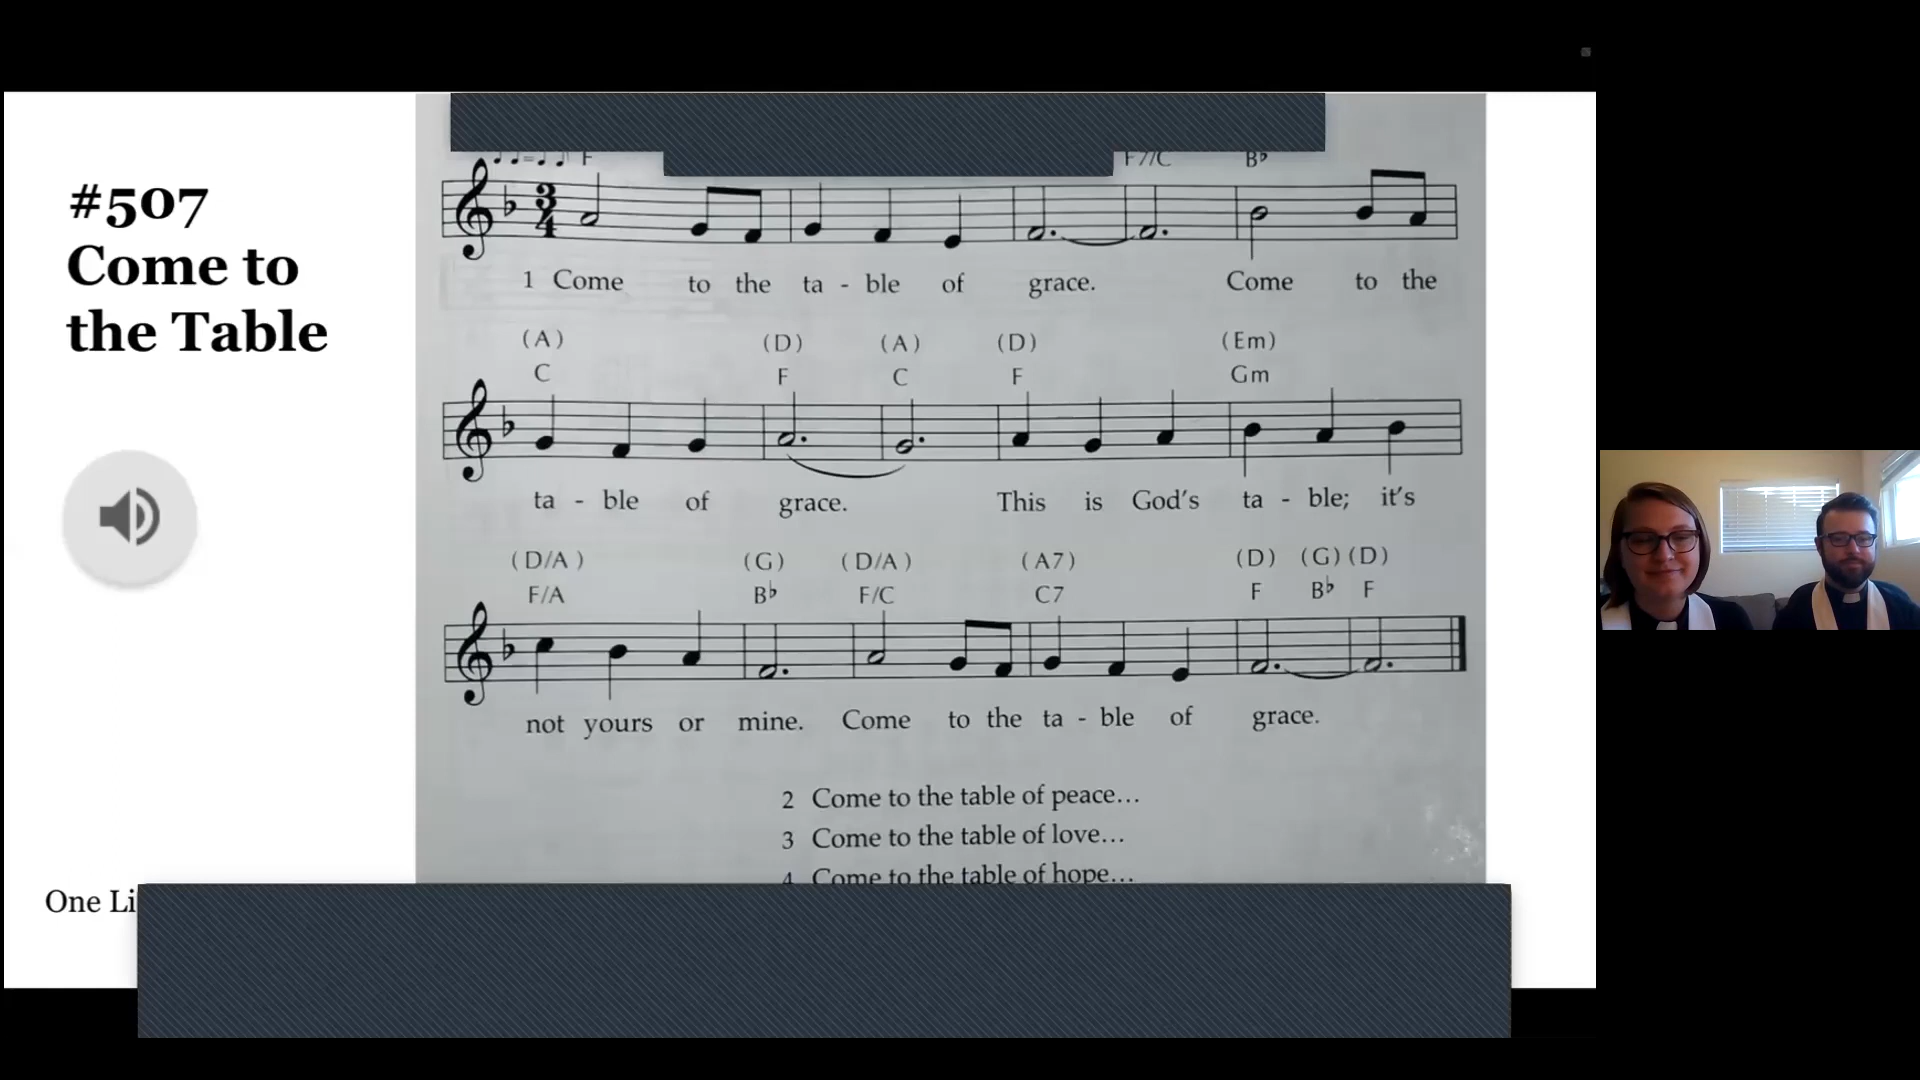 #507
Come to
the Table
F F7/C B♭
3
4
1 Come to the ta - ble of grace. Come to the
(A) (D) (A) (D) (Em)
C F C F Gm
ta - ble of grace. This is God's ta - ble; it's
(D/A) (G) (D/A) (A7) (D) (G) (D)
F/A B♭ F/C C7 F B♭ F
not yours or mine. Come to the ta - ble of grace.
2 Come to the table of peace...
3 Come to the table of love...
4 Come to the table of hope...
One Li